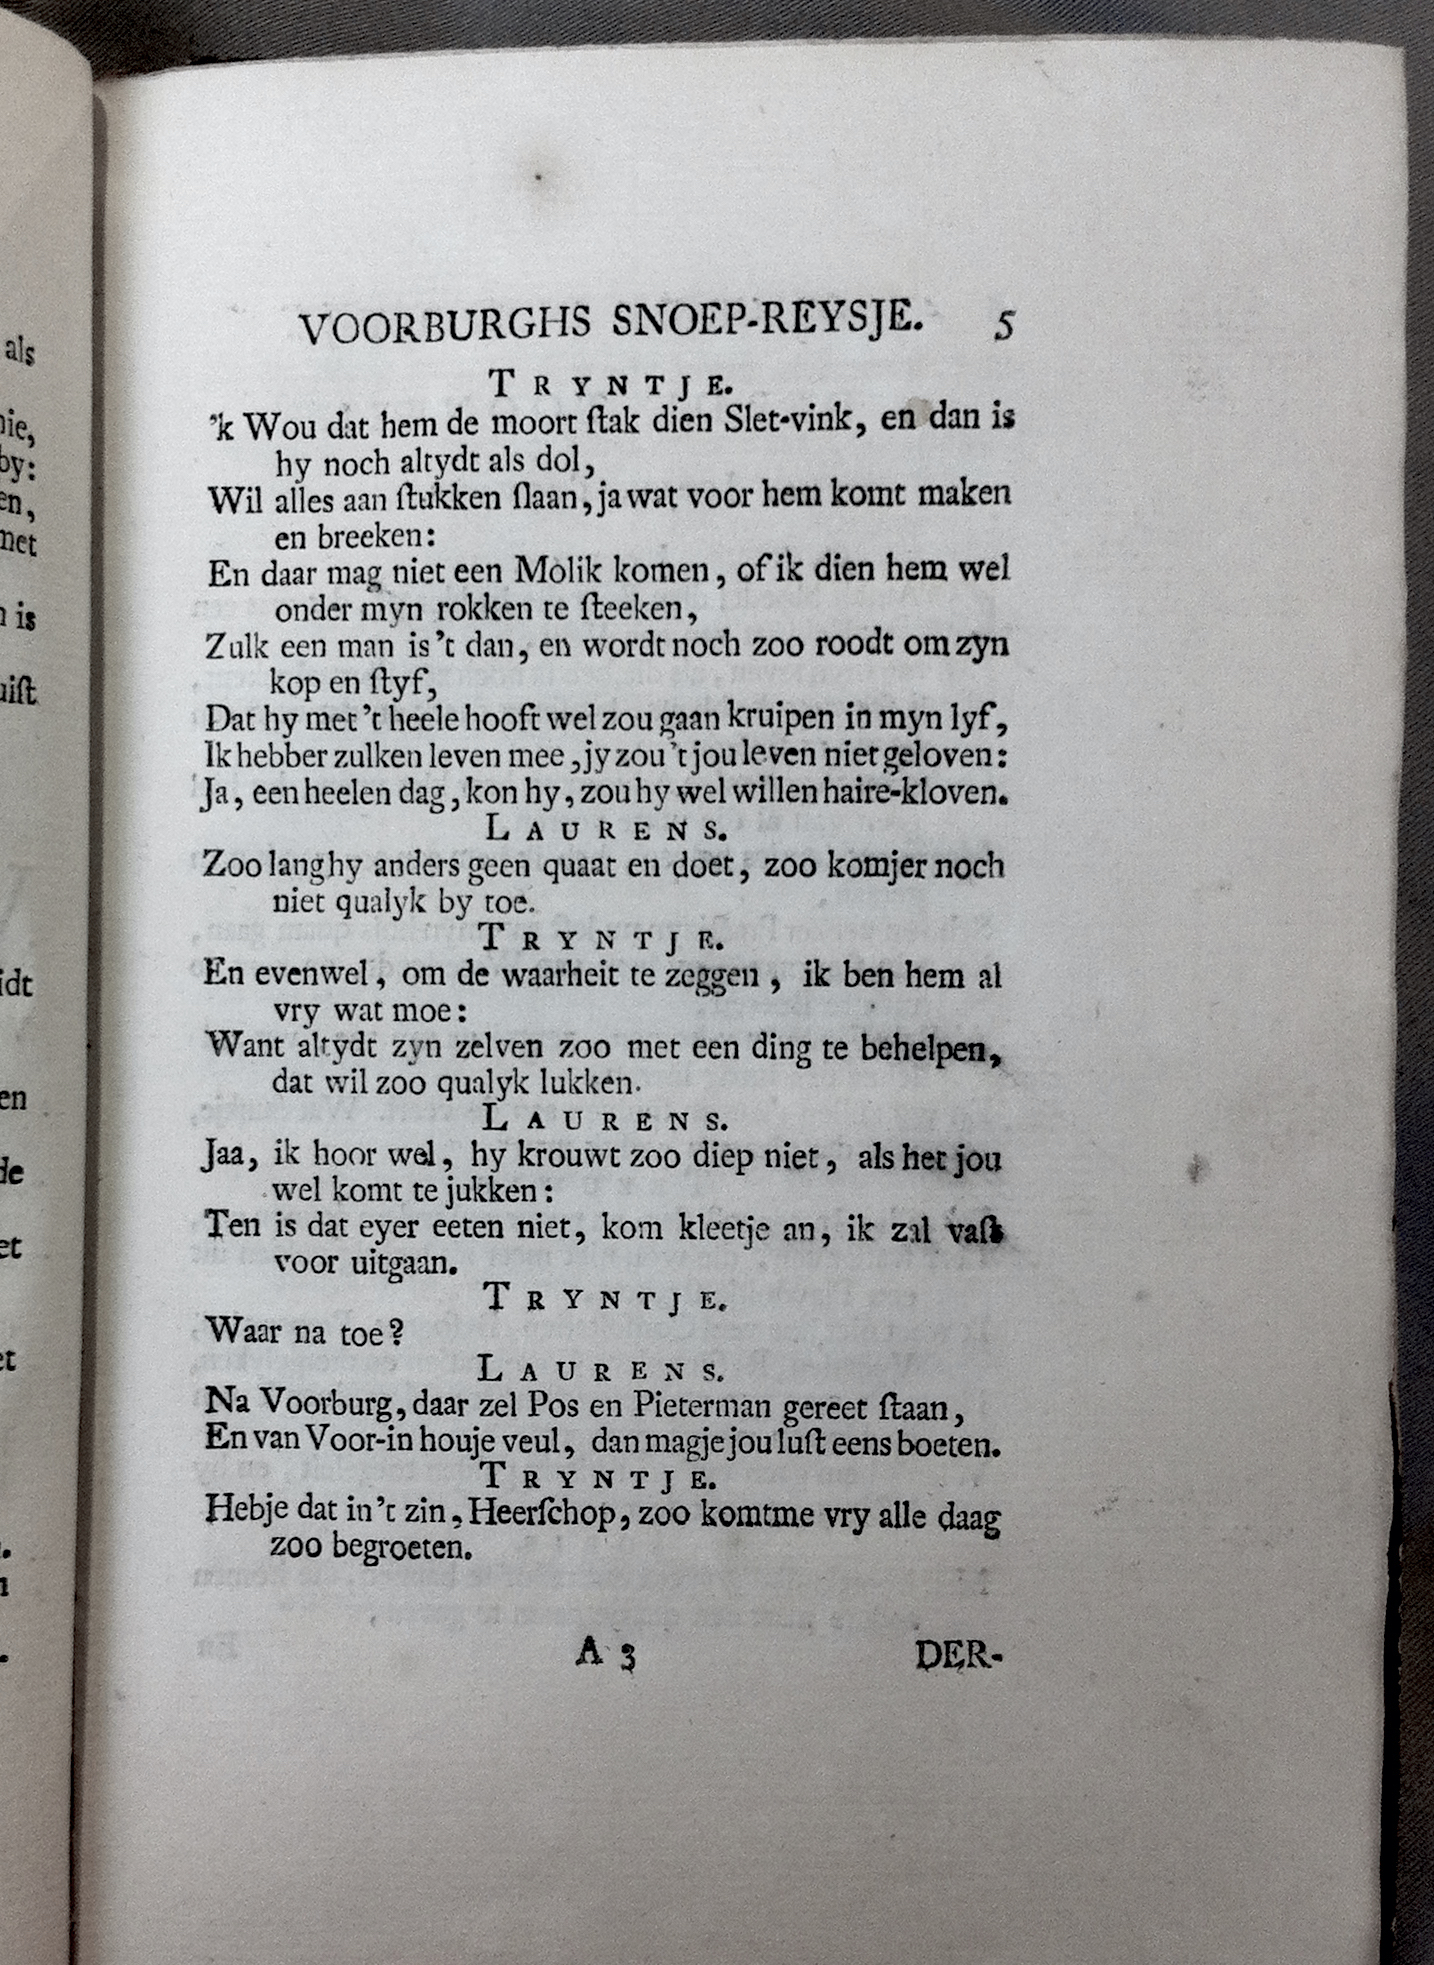 VOORBURGHS SNOEP-REYSJE. 5
TRYNTJE.
'k Wou dat hem de moort ſtak dien Slet-vink, en dan is
hy noch altydt als dol,
Wil alles aan ſtukken ſlaan, ja wat voor hem komt maken
en breeken:
En daar mag niet een Molik komen, of ik dien hem wel
onder myn rokken te ſteeken,
Zulk een man is 't dan, en wordt noch zoo roodt om zyn
kop en ſtyf,
Dat hy met 't heele hooft wel zou gaan kruipen in myn lyf,
Ik hebber zulken leven mee, jy zou 't jou leven niet geloven:
Ja, een heelen dag, kon hy, zou hy wel willen haire-kloven.
LAURENS.
Zoo lang hy anders geen quaat en doet, zoo komjer noch
niet qualyk by toe.
TRYNTJE.
En evenwel, om de waarheit te zeggen, ik ben hem al
vry wat moe:
Want altydt zyn zelven zoo met een ding te behelpen,
dat wil zoo qualyk lukken.
LAURENS.
Jaa, ik hoor wel, hy krouwt zoo diep niet, als het jou
wel komt te jukken:
Ten is dat eyer eeten niet, kom kleetje an, ik zal vaſt
voor uitgaan.
TRYNTJE.
Waar na toe?
LAURENS.
Na Voorburg, daar zel Pos en Pieterman gereet ſtaan,
En van Voor-in houje veul, dan magje jou luſt eens boeten.
TRYNTJE.
Hebje dat in 't zin, Heerſchop, zoo komtme vry alle daag
zoo begroeten.
A 3 DER-